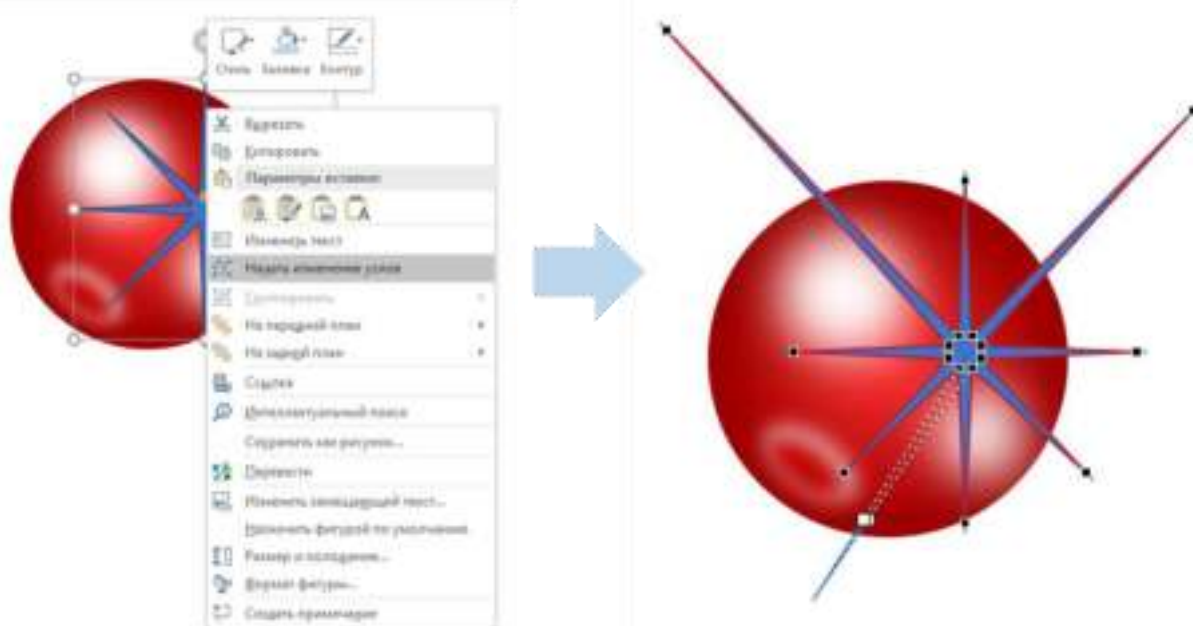 Стиль Заливка Контур
Вырезать
Копировать
Параметры вставки
Изменить текст
Начать изменение узлов
Группировать
На передний план
На задний план
Ссылка
Интеллектуальный поиск
Сохранить как рисунок...
Перевести
Изменить замещающий текст...
Назначить фигурой по умолчанию
Размер и положение...
Формат фигуры...
Создать примечание